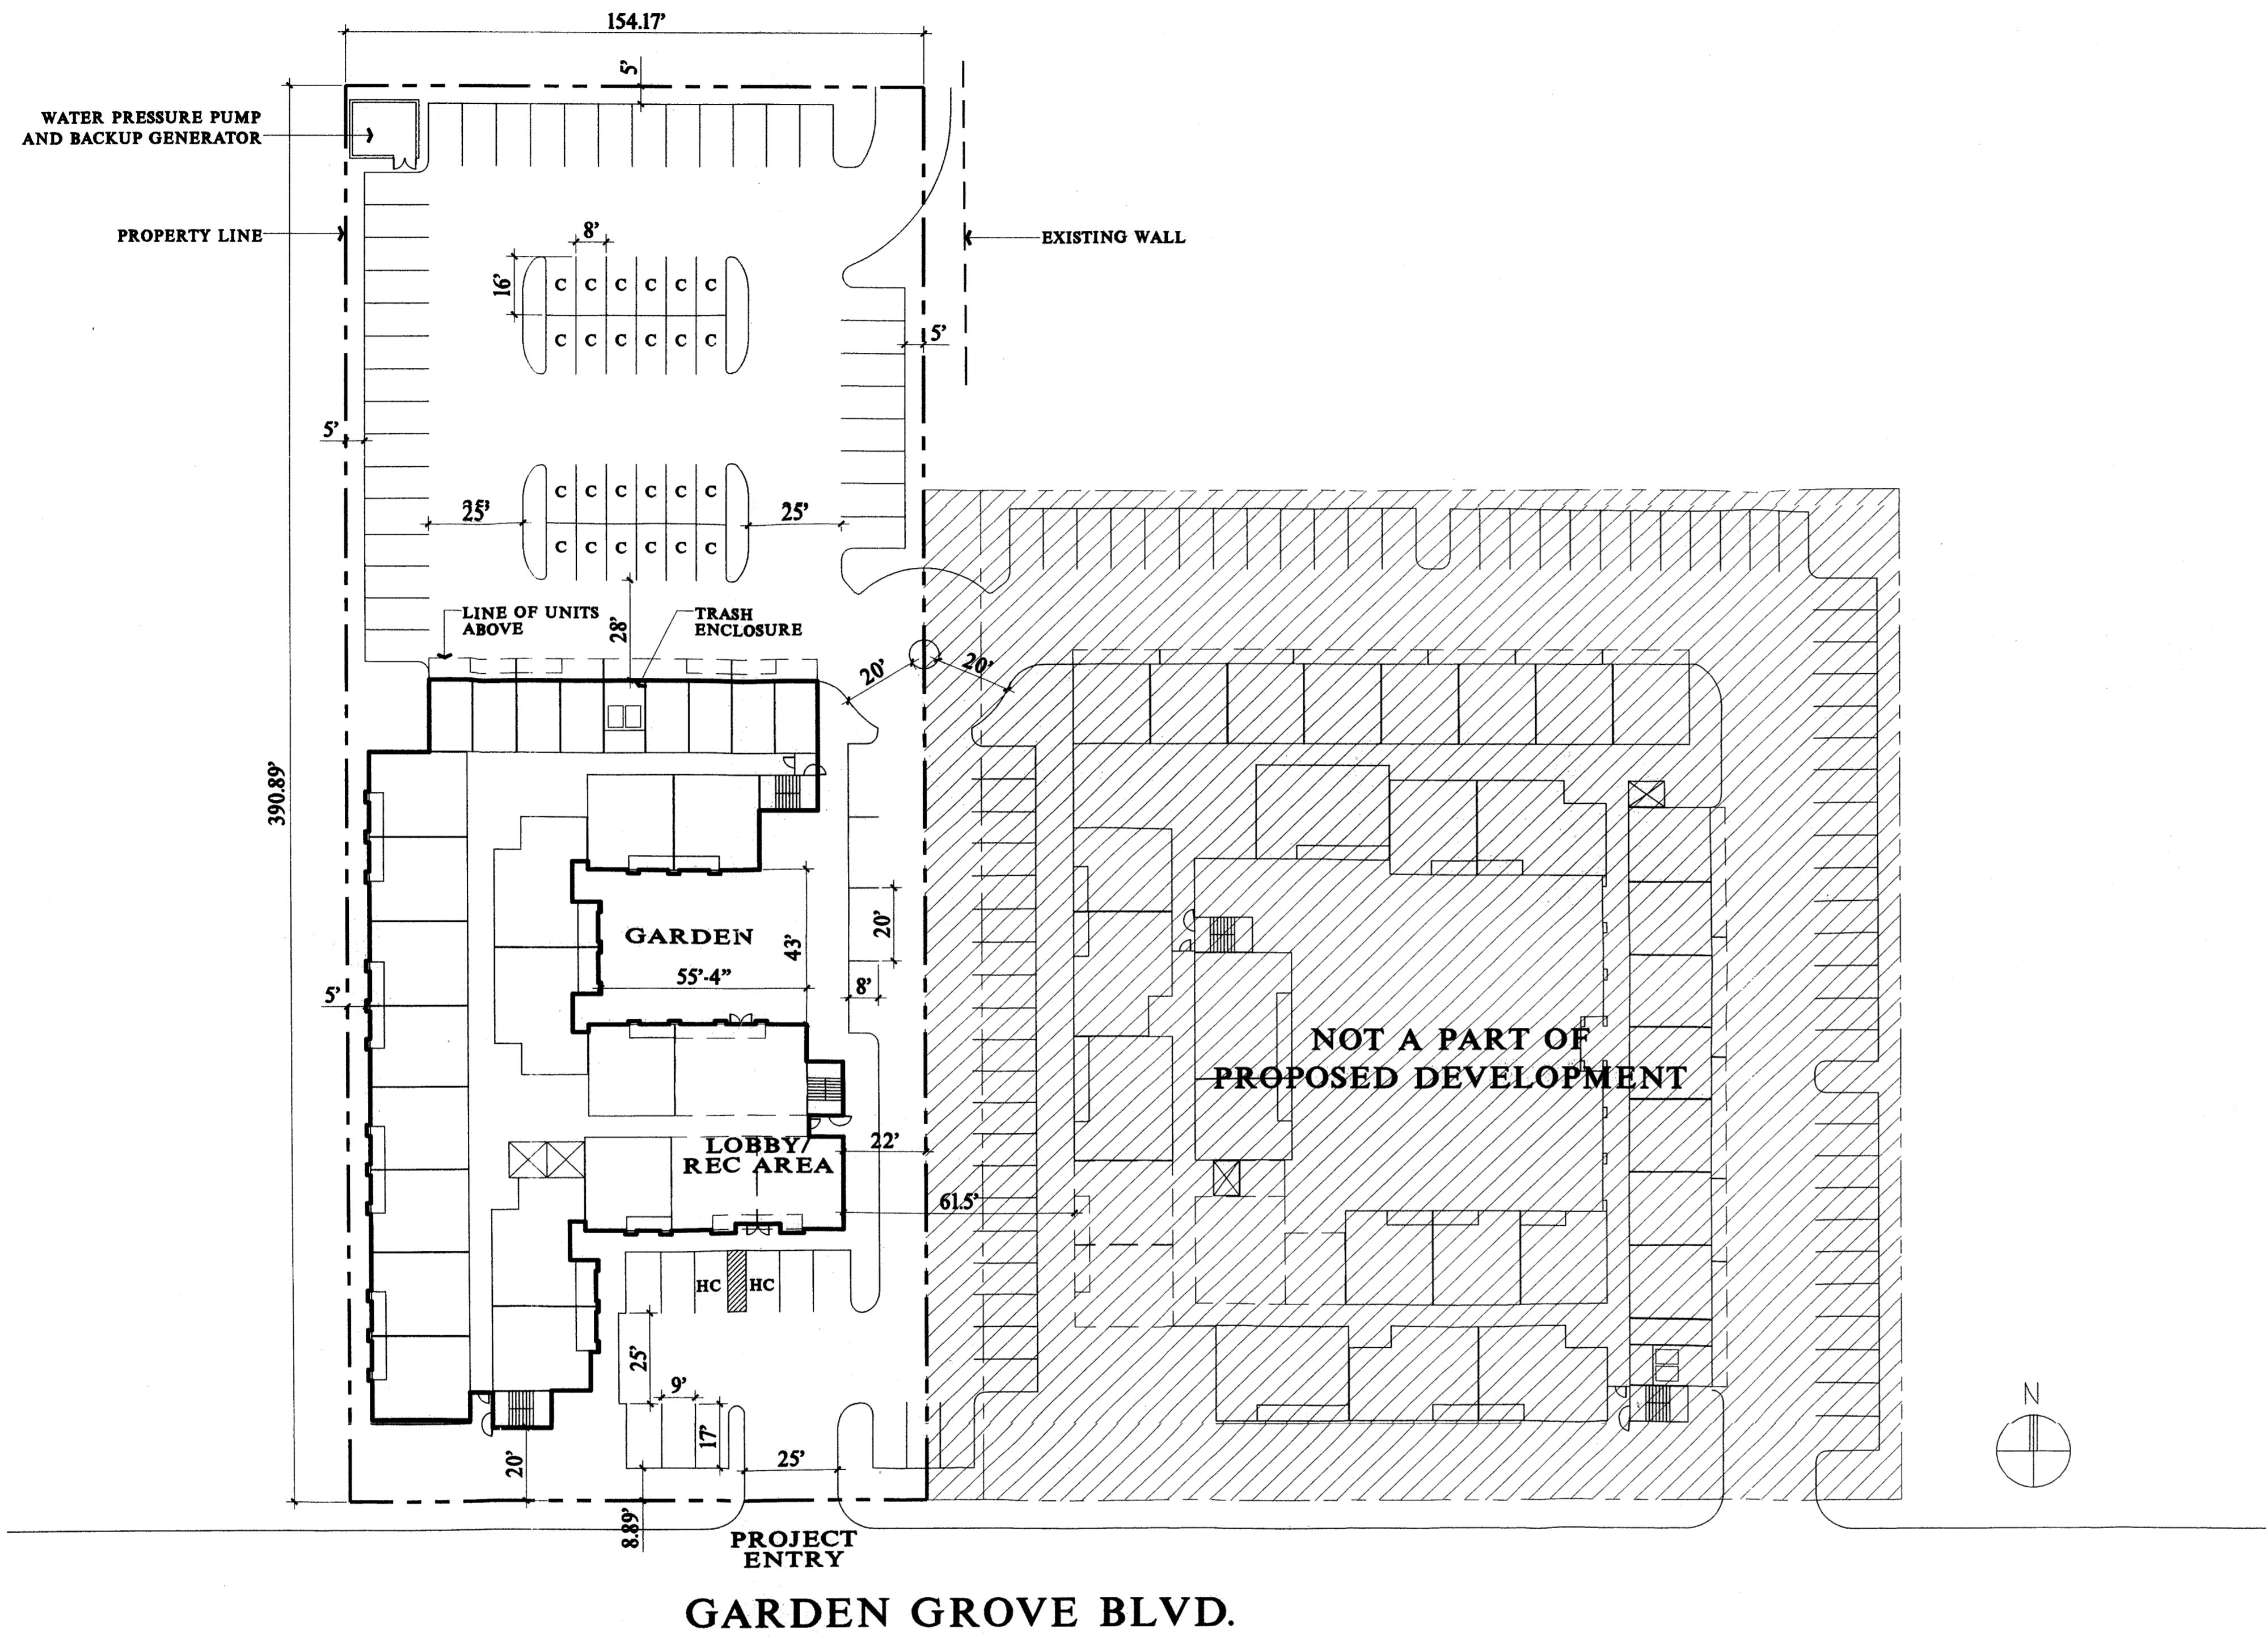 154.17'
5'
WATER PRESSURE PUMP
AND BACKUP GENERATOR
PROPERTY LINE
EXISTING WALL
8'
16'
C C C C C C
C C C C C C
5'
5'
C C C C C C
25' 25'
C C C C C C
LINE OF UNITS
ABOVE
28'
TRASH
ENCLOSURE
20' 20'
390.89'
GARDEN
43'
20'
55'-4"
8'
5'
NOT A PART OF
PROPOSED DEVELOPMENT
LOBBY/
REC AREA
22'
61.5'
HC HC
25'
9'
17'
20'
25'
8.89'
N
PROJECT
ENTRY
GARDEN GROVE BLVD.